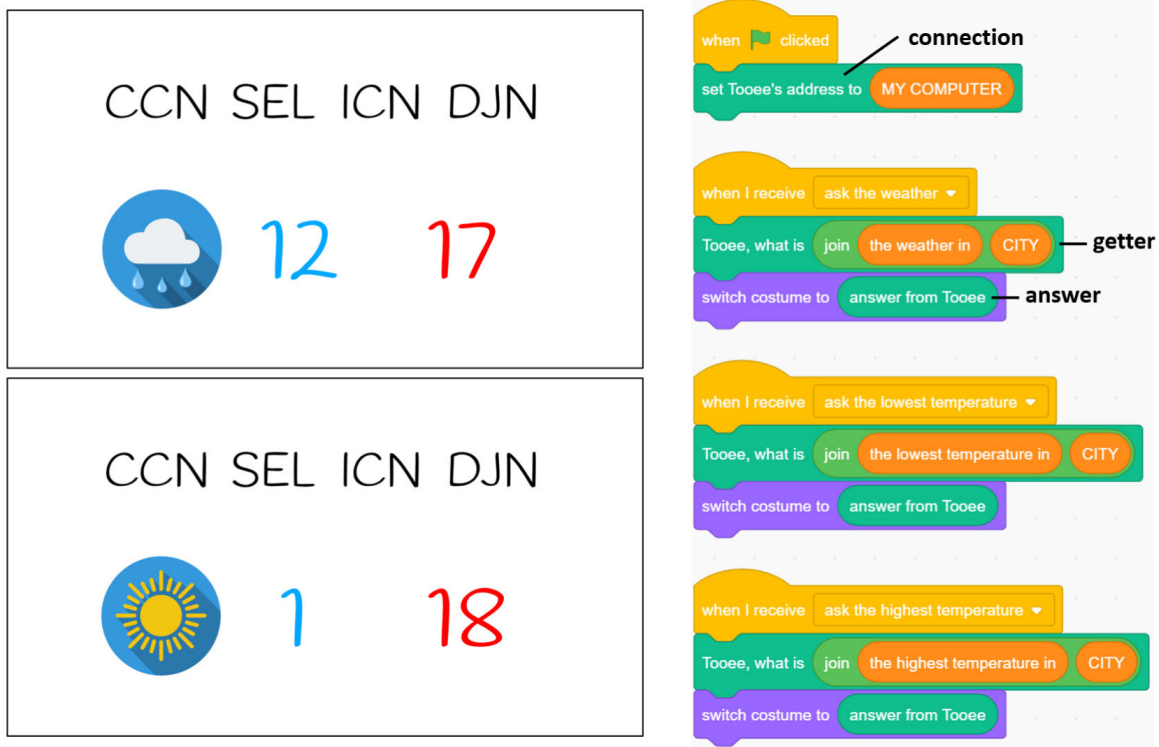 CCN SEL ICN DJN
12 17
CCN SEL ICN DJN
1 18
when clicked
connection
set Tooee's address to MY COMPUTER
when I receive ask the weather
Tooee, what is join the weather in CITY
getter
switch costume to answer from Tooee
answer
when I receive ask the lowest temperature
Tooee, what is join the lowest temperature in CITY
switch costume to answer from Tooee
when I receive ask the highest temperature
Tooee, what is join the highest temperature in CITY
switch costume to answer from Tooee